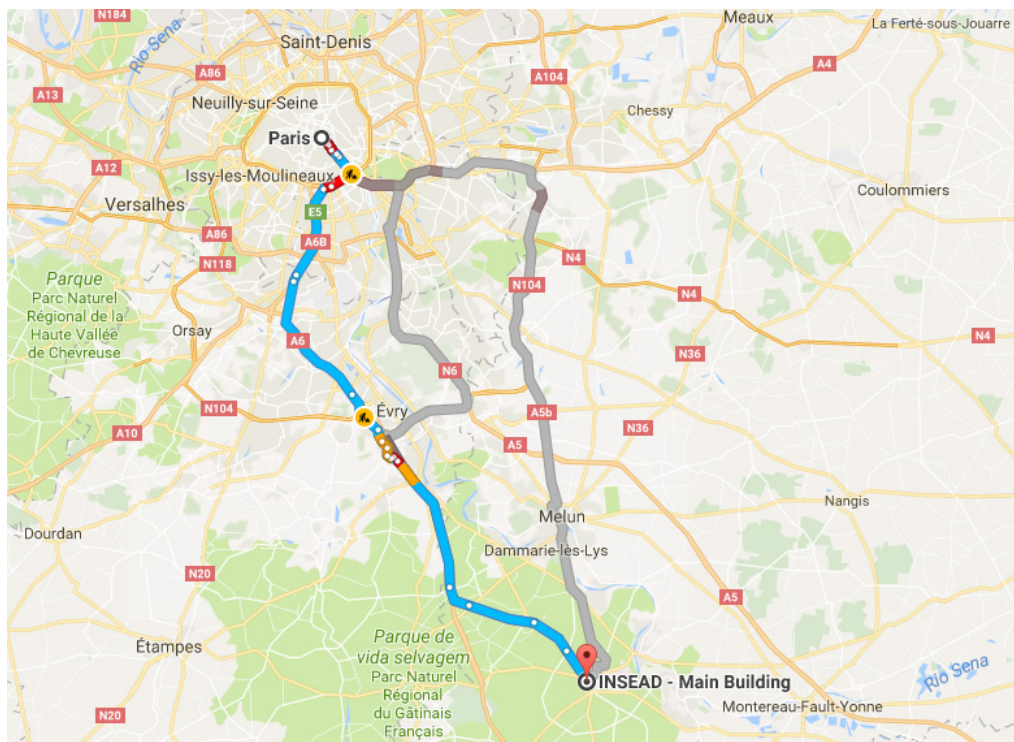 N184
Meaux
La Ferté-sous-Jouarre
Rio Sena
Saint-Denis
A86
A4
A104
A13
Neuilly-sur-Seine
Chessy
Paris
A12
Issy-les-Moulineaux
Coulommiers
Versalhes
E5
A86
A6B
N4
N118
Parque
Parc Naturel
Régional de la
Haute Vallée
de Chevreuse
N104
N4
Orsay
A6
N4
N36
N6
N104
Évry
A5b
A10
A5
N36
Nangis
Melun
Dourdan
Dammarie-lès-Lys
N20
A5
Étampes
Parque de
vida selvagem
Parc Naturel
Régional
du Gâtinais
Français
INSEAD - Main Building
Rio Sena
Montereau-Fault-Yonne
N20